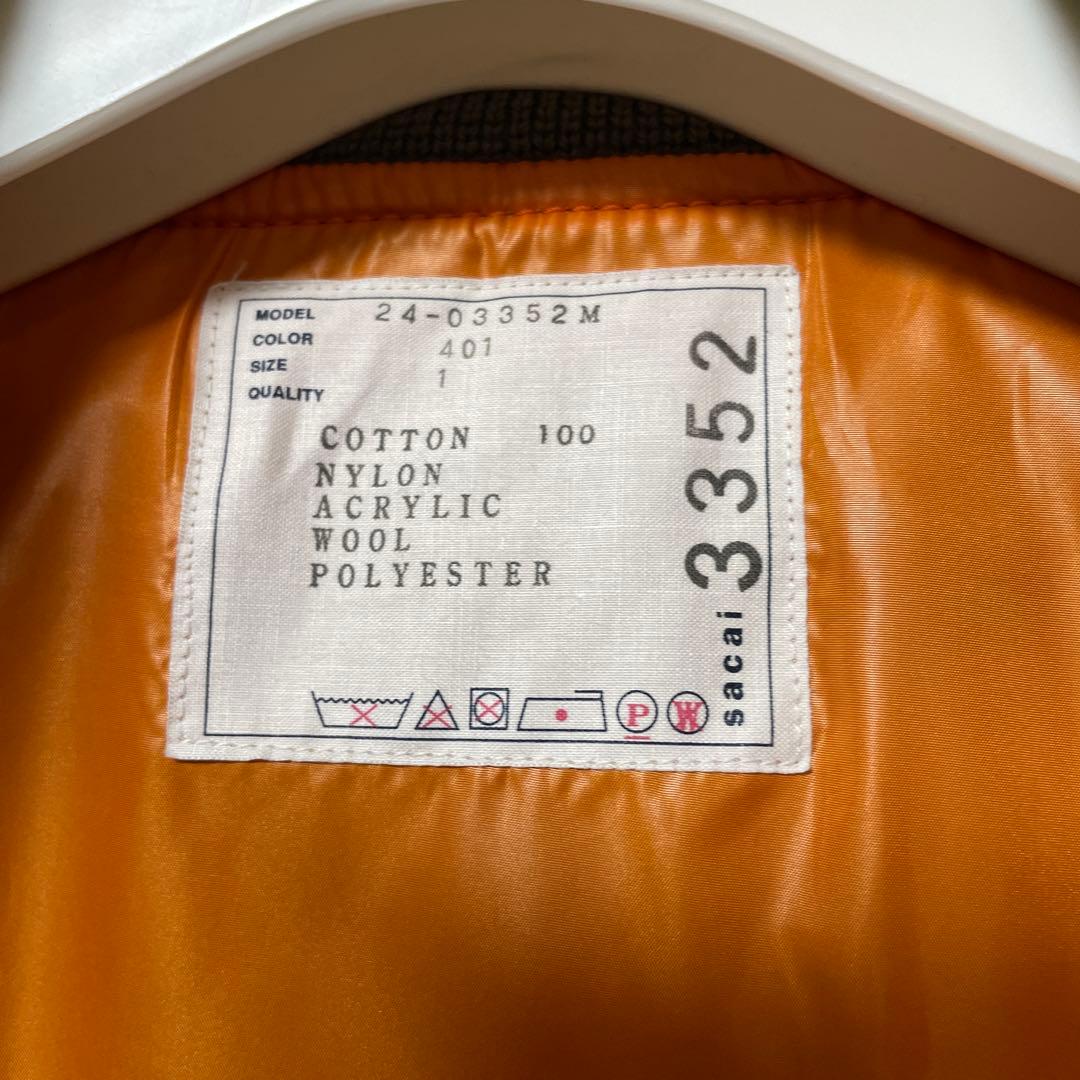 MODEL 24-03352M
COLOR 401
SIZE 1
QUALITY
COTTON 100
NYLON
ACRYLIC
WOOL
POLYESTER
P W
sacai 3352